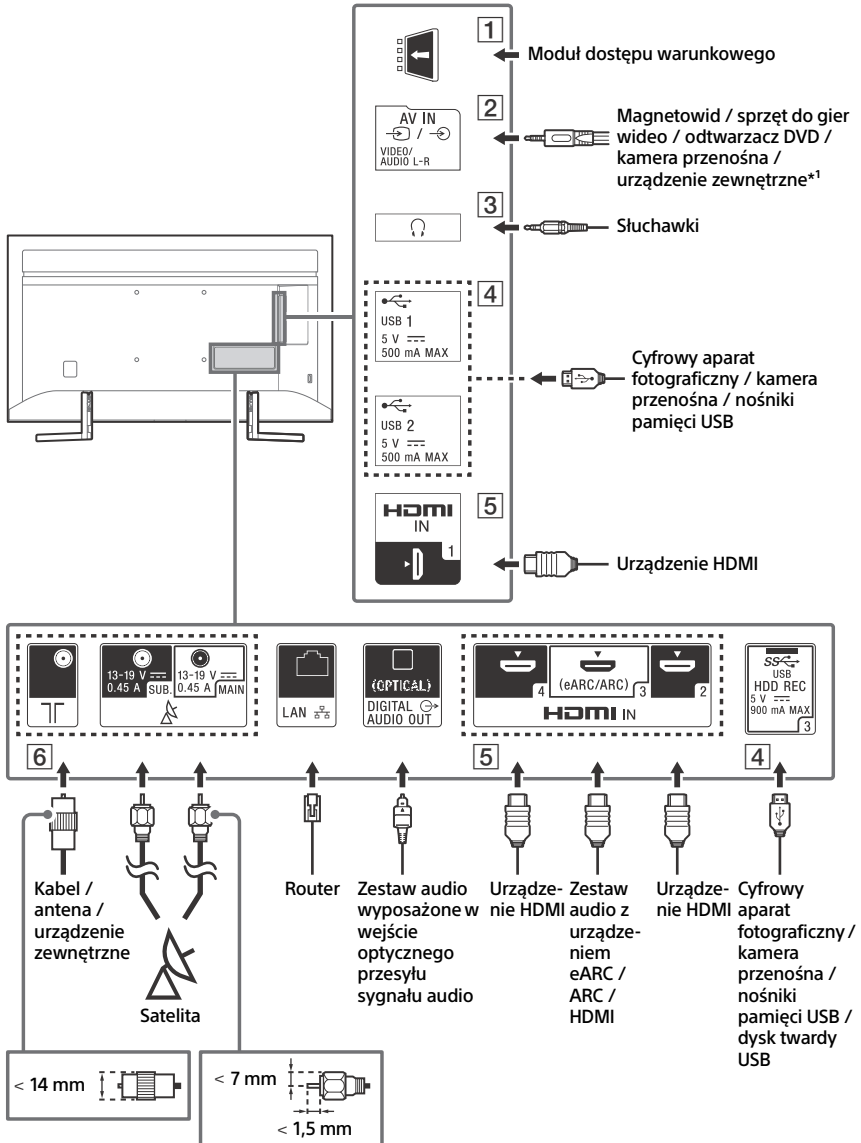 1
Moduł dostępu warunkowego
2
AV IN
/
VIDEO/
AUDIO L-R
Magnetowid / sprzęt do gier
wideo / odtwarzacz DVD /
kamera przenośna /
urządzenie zewnętrzne*1
3
Słuchawki
4
USB 1
5 V
500 mA MAX
USB 2
5 V
500 mA MAX
Cyfrowy aparat
fotograficzny / kamera
przenośna / nośniki
pamięci USB
5
HDMI
IN
1
Urządzenie HDMI
13-19 V
0.45 A SUB.
13-19 V
0.45 A MAIN
LAN
(OPTICAL)
DIGITAL
AUDIO OUT
4
(eARC/ARC) 3
2
HDMI IN
SS
USB
HDD REC
5 V
900 mA MAX
3
6
5
4
Kabel /
antena /
urządzenie
zewnętrzne
Satelita
Router
Zestaw audio
wyposażone w
wejście
optycznego
przesyłu
sygnału audio
Urządze-
nie HDMI
Zestaw
audio z
urządze-
niem
eARC /
ARC /
HDMI
Urządze-
nie HDMI
Cyfrowy
aparat
fotograficzny /
kamera
przenośna /
nośniki
pamięci USB /
dysk twardy
USB
< 14 mm
< 7 mm
< 1,5 mm